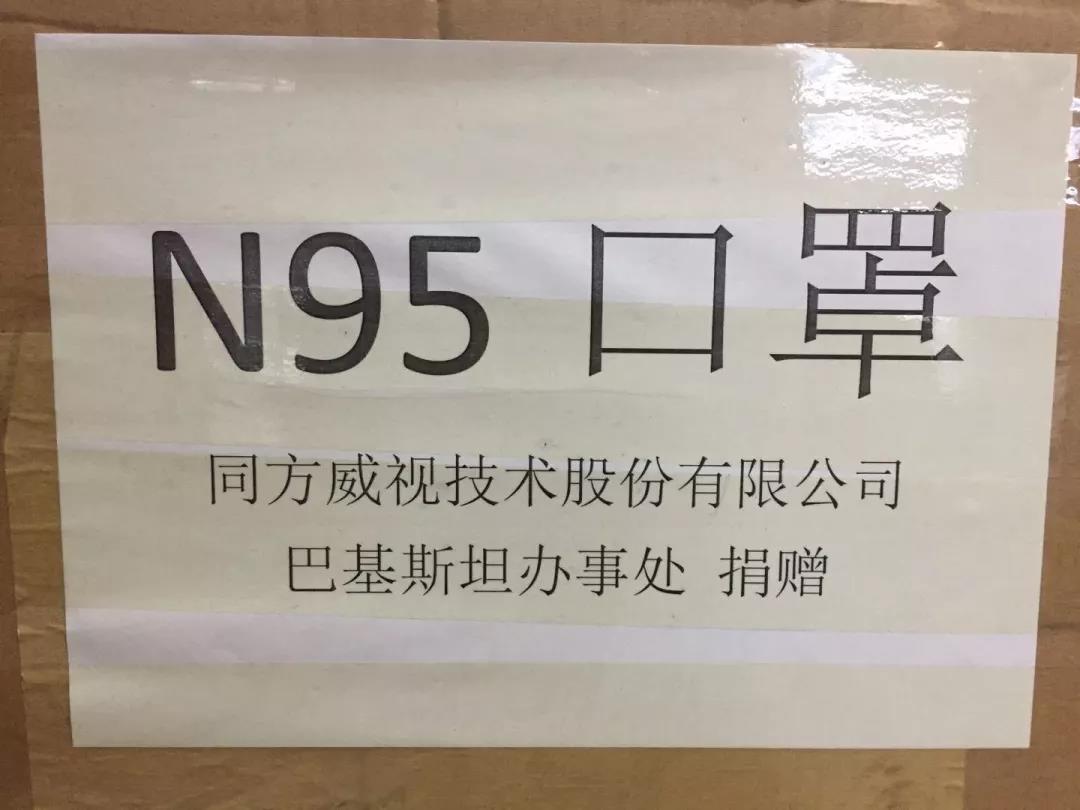 N95 口罩
同方威视技术股份有限公司
巴基斯坦办事处 捐赠